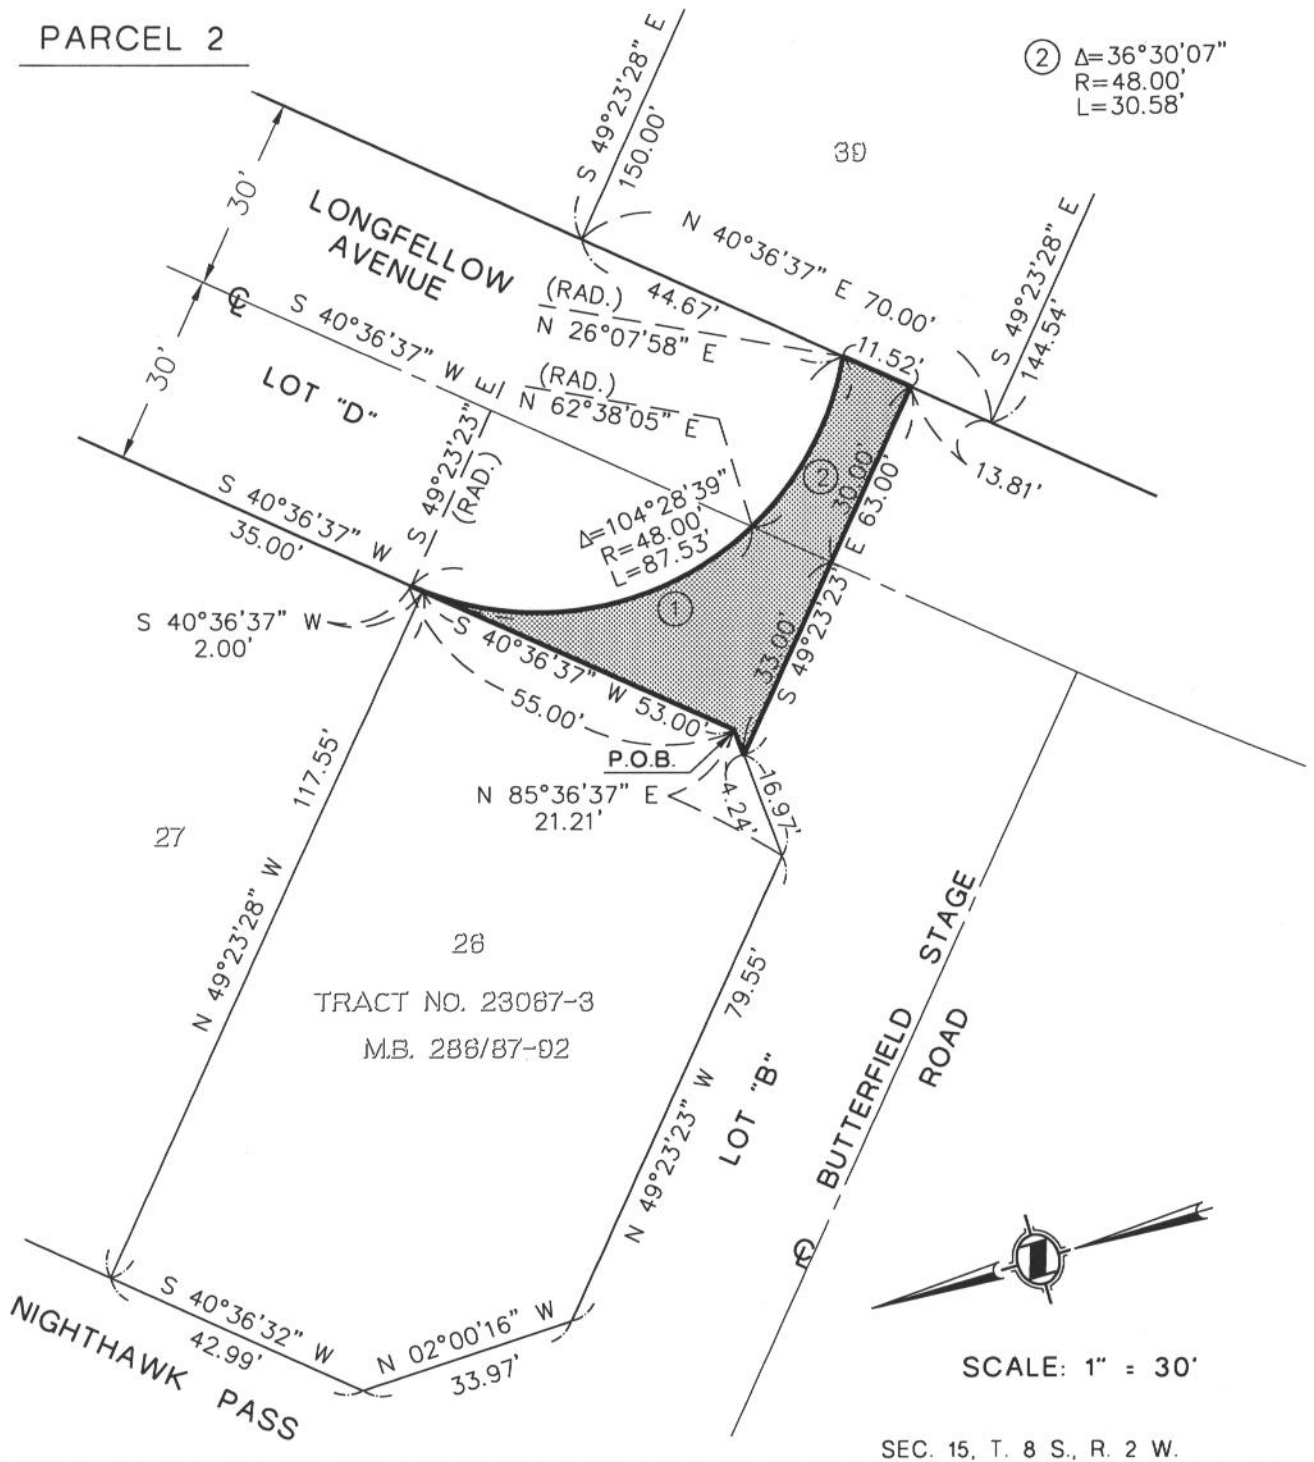 PARCEL 2
② Δ=36°30'07"
R=48.00'
L=30.58'
S 49°23'28" E
150.00'
39
30'
LONGFELLOW
AVENUE
N 40°36'37" E 70.00'
S 49°23'28" E
144.54'
(RAD.)
N 26°07'58" E
44.67'
11.52'
℄
S 40°36'37" W
30'
LOT "D"
(RAD.)
N 62°38'05" E
S 49°23'23" E
(RAD.)
②
30.00'
13.81'
S 40°36'37" W
35.00'
Δ=104°28'39"
R=48.00'
L=87.53'
①
S 49°23'23" E 63.00'
33.00'
S 40°36'37" W
2.00'
S 40°36'37" W 53.00'
55.00'
P.O.B.
N 85°36'37" E
21.21'
4.24'
16.97'
117.55'
N 49°23'28" W
27
26
TRACT NO. 23067-3
M.B. 286/87-92
79.55'
N 49°23'23" W
LOT "B"
BUTTERFIELD STAGE
ROAD
℄
S 40°36'32" W
42.99'
N 02°00'16" W
33.97'
NIGHTHAWK PASS
SCALE: 1" = 30'
SEC. 15, T. 8 S., R. 2 W.